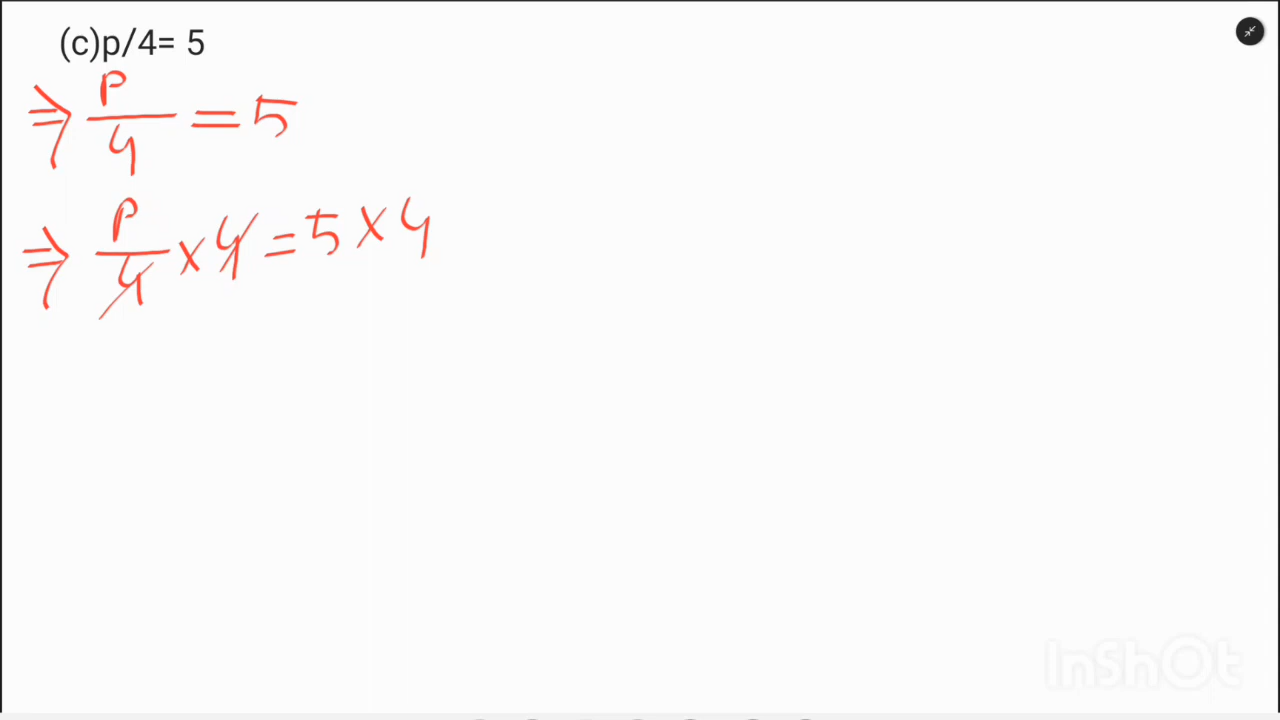 (c)p/4= 5
⇒ P/4 = 5
⇒ P/4 × 4 = 5 × 4
InShOt